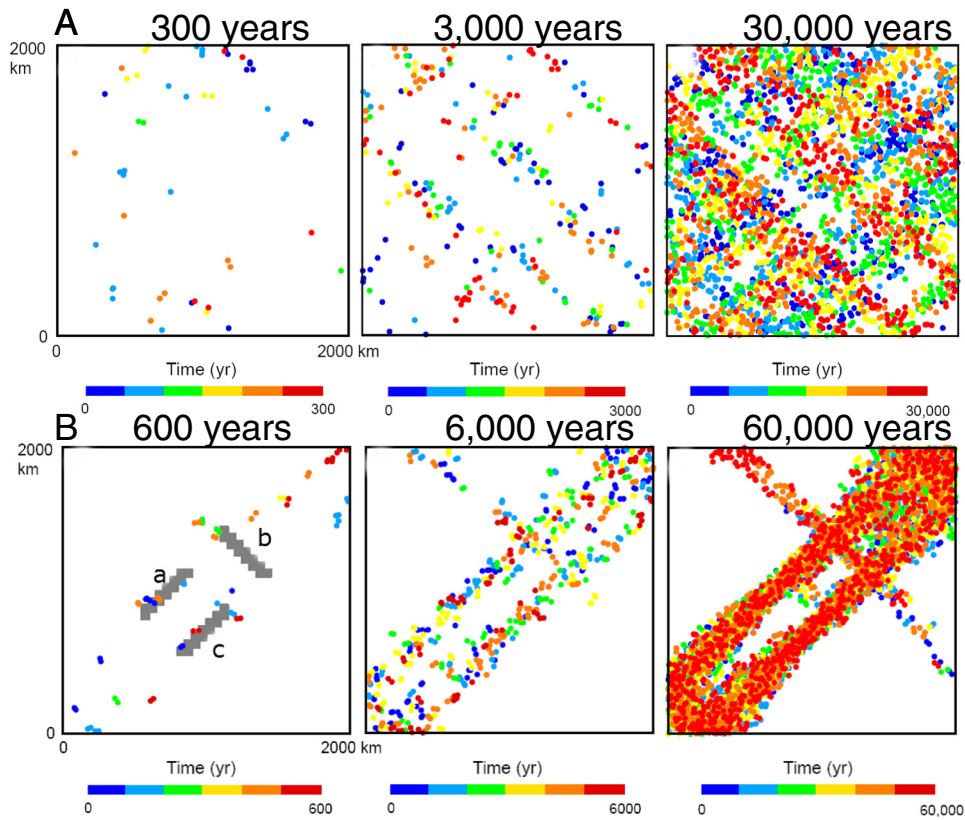 A
300 years
3,000 years
30,000 years
2000
km
0
0
2000 km
Time (yr)
Time (yr)
Time (yr)
0
300
0
3000
0
30,000
B
600 years
6,000 years
60,000 years
2000
km
a
b
c
0
0
2000 km
Time (yr)
Time (yr)
Time (yr)
0
600
0
6000
0
60,000